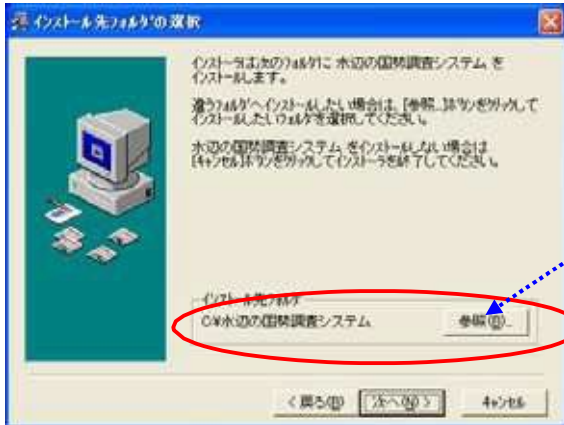 インストール先フォルダの選択
インストーラは次のフォルダに 水辺の国勢調査システム を
インストールします。
違うフォルダへインストールしたい場合は、[参照...]ボタンをクリックして
インストールしたいフォルダを選択してください。
水辺の国勢調査システム をインストールしない場合は
[キャンセル]ボタンをクリックしてインストーラを終了してください。
インストール先フォルダ
C:¥水辺の国勢調査システム
参照(R)...
< 戻る(B)
次へ(N) >
キャンセル